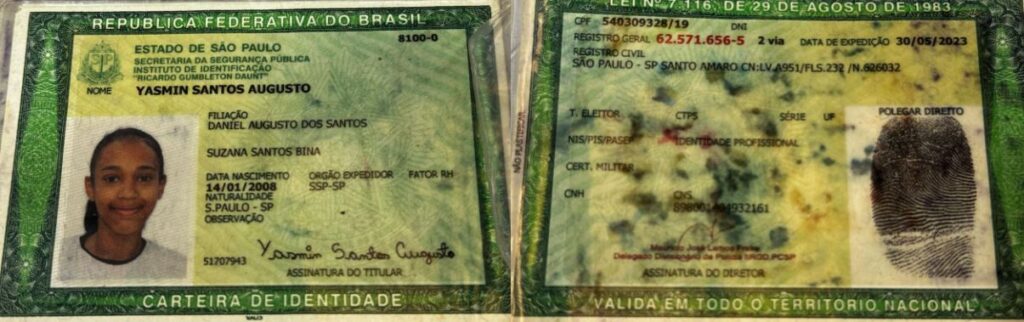 REPÚBLICA FEDERATIVA DO BRASIL
8100-0
ESTADO DE SÃO PAULO
SECRETARIA DA SEGURANÇA PÚBLICA
INSTITUTO DE IDENTIFICAÇÃO
"RICARDO GUMBLETON DAUNT"
NOME YASMIN SANTOS AUGUSTO
FILIAÇÃO
DANIEL AUGUSTO DOS SANTOS
SUZANA SANTOS BINA
DATA NASCIMENTO ORGÃO EXPEDIDOR FATOR RH
14/01/2008 SSP-SP
NATURALIDADE
S.PAULO - SP
OBSERVAÇÃO
51707943
Yasmin Santos Augusto
ASSINATURA DO TITULAR
CARTEIRA DE IDENTIDADE
NÃO PLASTIFICAR
LEI Nº 7.116, DE 29 DE AGOSTO DE 1983
CPF 540309328/19 DNI
REGISTRO GERAL 62.571.656-5 2 via DATA DE EXPEDIÇÃO 30/05/2023
REGISTRO CIVIL
SÃO PAULO - SP SANTO AMARO CN:LV.A951/FLS.232 /N.626032
T. ELEITOR CTPS SÉRIE UF
POLEGAR DIREITO
NIS/PIS/PASEP IDENTIDADE PROFISSIONAL
CERT. MILITAR
CNH CNS
ASSINATURA DO DIRETOR
VALIDA EM TODO O TERRITÓRIO NACIONAL